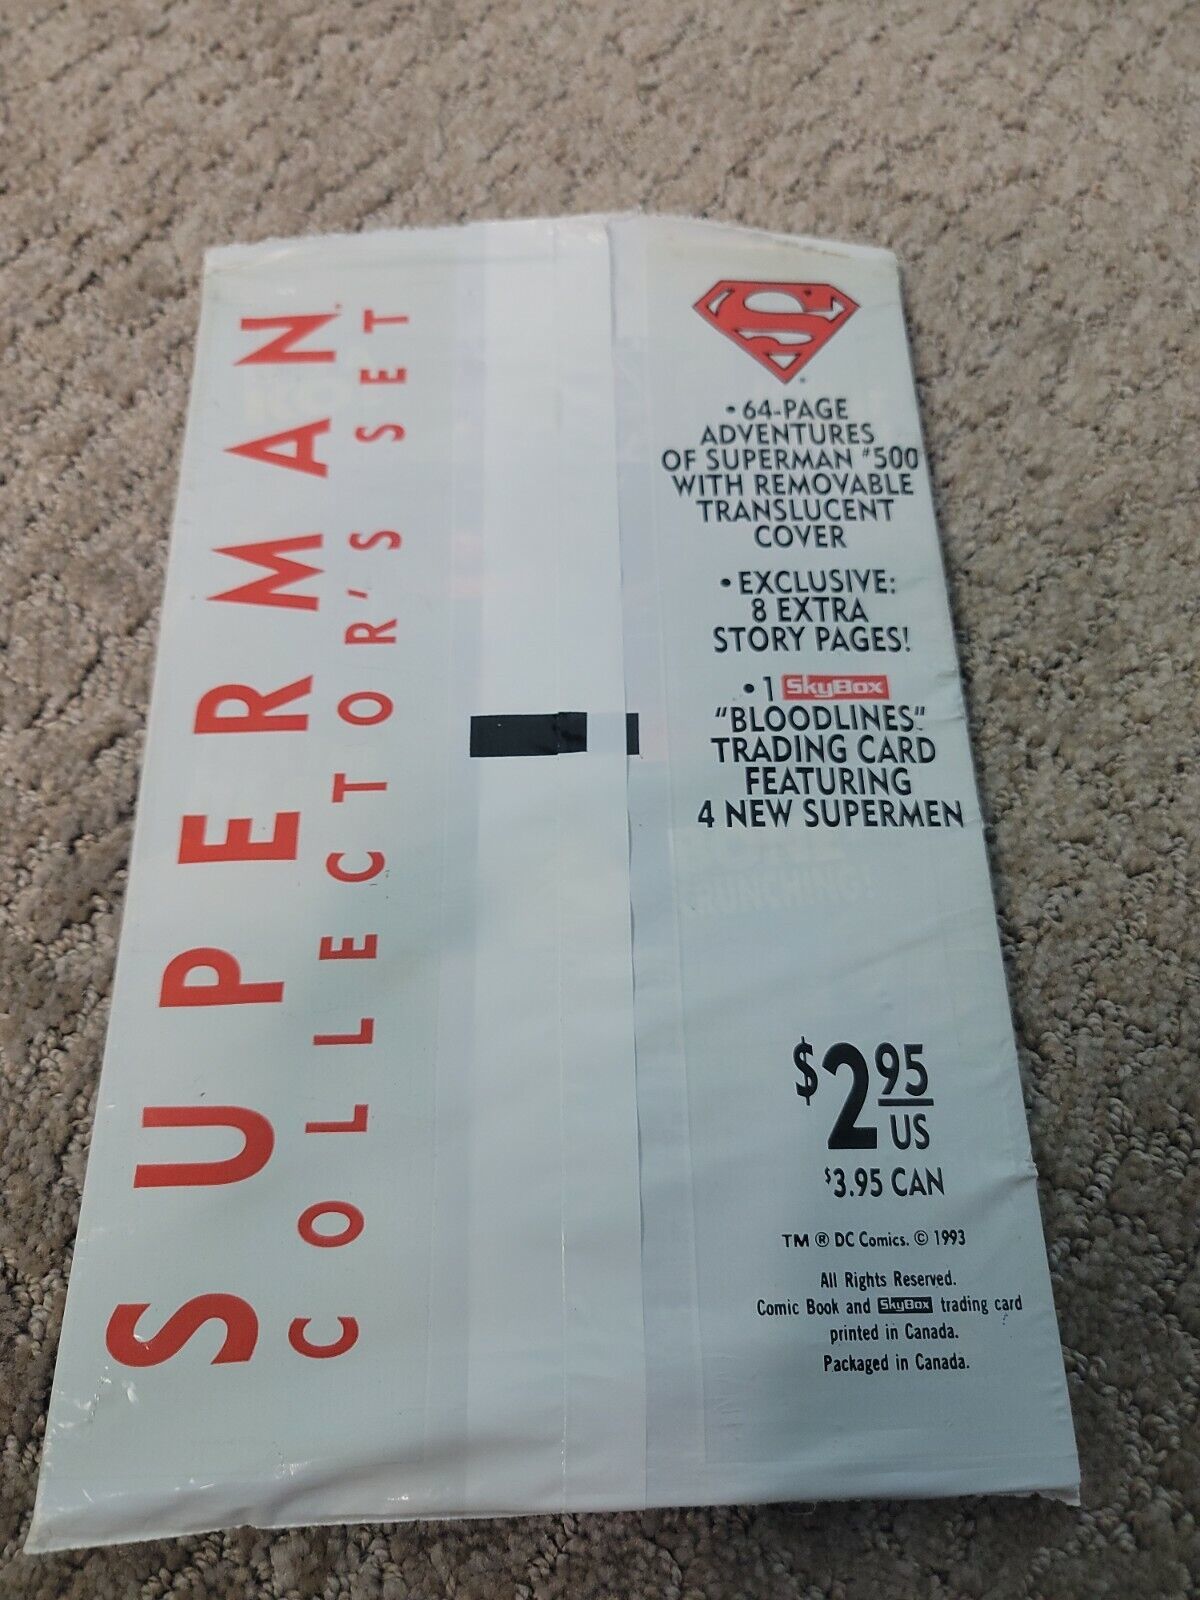 SUPERMAN
COLLECTOR'S SET
S
• 64-PAGE
ADVENTURES
OF SUPERMAN #500
WITH REMOVABLE
TRANSLUCENT
COVER
• EXCLUSIVE:
8 EXTRA
STORY PAGES!
• 1 SkyBox
"BLOODLINES"
TRADING CARD
FEATURING
4 NEW SUPERMEN
$2.95
US
$3.95 CAN
TM ® DC Comics. © 1993
All Rights Reserved.
Comic Book and SkyBox trading card
printed in Canada.
Packaged in Canada.